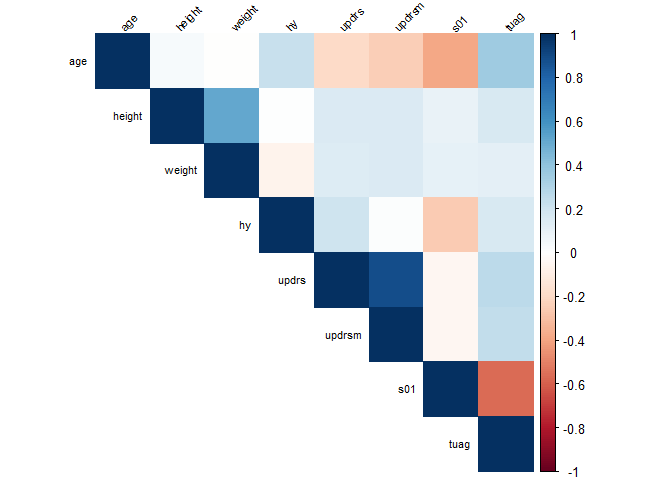 age height weight hy updrs updrsm s01 tuag
age
height
weight
hy
updrs
updrsm
s01
tuag
1
0.8
0.6
0.4
0.2
0
-0.2
-0.4
-0.6
-0.8
-1